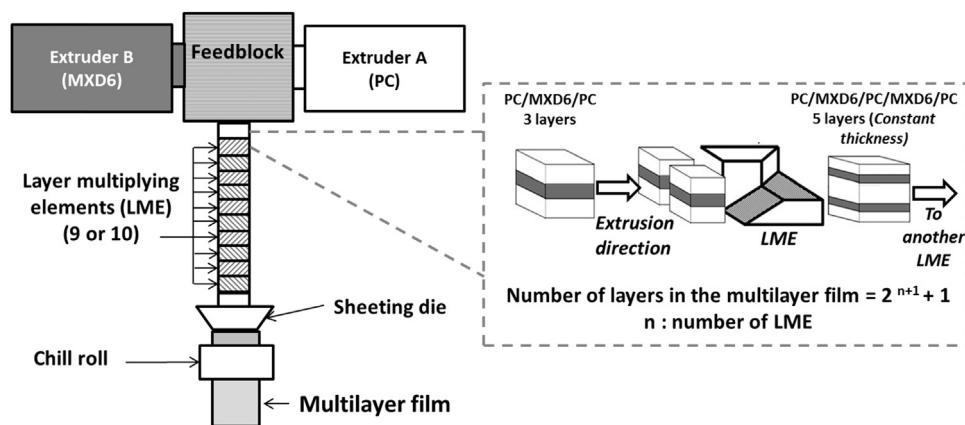 Extruder B
(MXD6)
Feedblock
Extruder A
(PC)
Layer multiplying
elements (LME)
(9 or 10)
Sheeting die
Chill roll
Multilayer film
PC/MXD6/PC
3 layers
PC/MXD6/PC/MXD6/PC
5 layers (Constant
thickness)
Extrusion
direction
LME
To
another
LME
Number of layers in the multilayer film = 2 n+1 + 1
n : number of LME